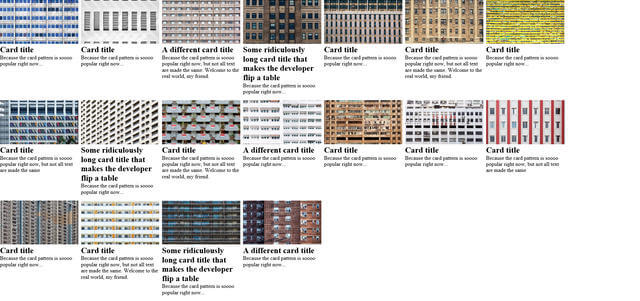 Card title
Because the card pattern is soooo
popular right now...
Card title
Because the card pattern is soooo
popular right now...
A different card title
Because the card pattern is soooo
popular right now, but not all text
are made the same. Welcome to the
real world, my friend.
Some ridiculously
long card title that
makes the developer
flip a table
Because the card pattern is soooo
popular right now...
Card title
Because the card pattern is soooo
popular right now...
Card title
Because the card pattern is soooo
popular right now, but not all text
are made the same. Welcome to the
real world, my friend.
Card title
Because the card pattern is soooo
popular right now, but not all text
are made the same
Card title
Because the card pattern is soooo
popular right now, but not all text
are made the same
Some ridiculously
long card title that
makes the developer
flip a table
Because the card pattern is soooo
popular right now...
Card title
Because the card pattern is soooo
popular right now, but not all text
are made the same. Welcome to the
real world, my friend.
A different card title
Because the card pattern is soooo
popular right now...
Card title
Because the card pattern is soooo
popular right now...
Card title
Because the card pattern is soooo
popular right now...
Card title
Because the card pattern is soooo
popular right now, but not all text
are made the same
Card title
Because the card pattern is soooo
popular right now...
Card title
Because the card pattern is soooo
popular right now, but not all text
are made the same. Welcome to the
real world, my friend.
Some ridiculously
long card title that
makes the developer
flip a table
Because the card pattern is soooo
popular right now...
A different card title
Because the card pattern is soooo
popular right now...